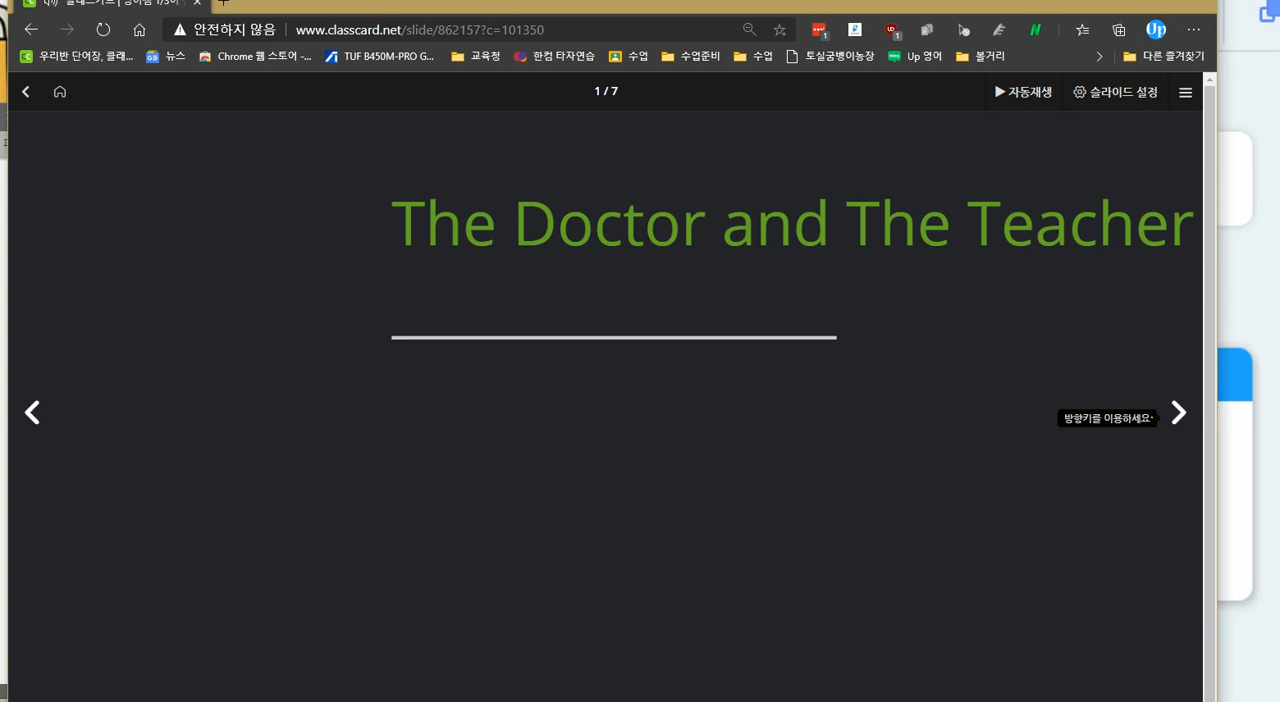 안전하지 않음 www.classcard.net/slide/862157?c=101350
우리반 단어장, 클래... 뉴스 Chrome 웹 스토어 -... TUF B450M-PRO G... 교육청 한컴 타자연습 수업 수업준비 수업 토실굼벵이농장 Up 영어 볼거리 다른 즐겨찾기
1 / 7 자동재생 슬라이드 설정
The Doctor and The Teacher
방향키를 이용하세요